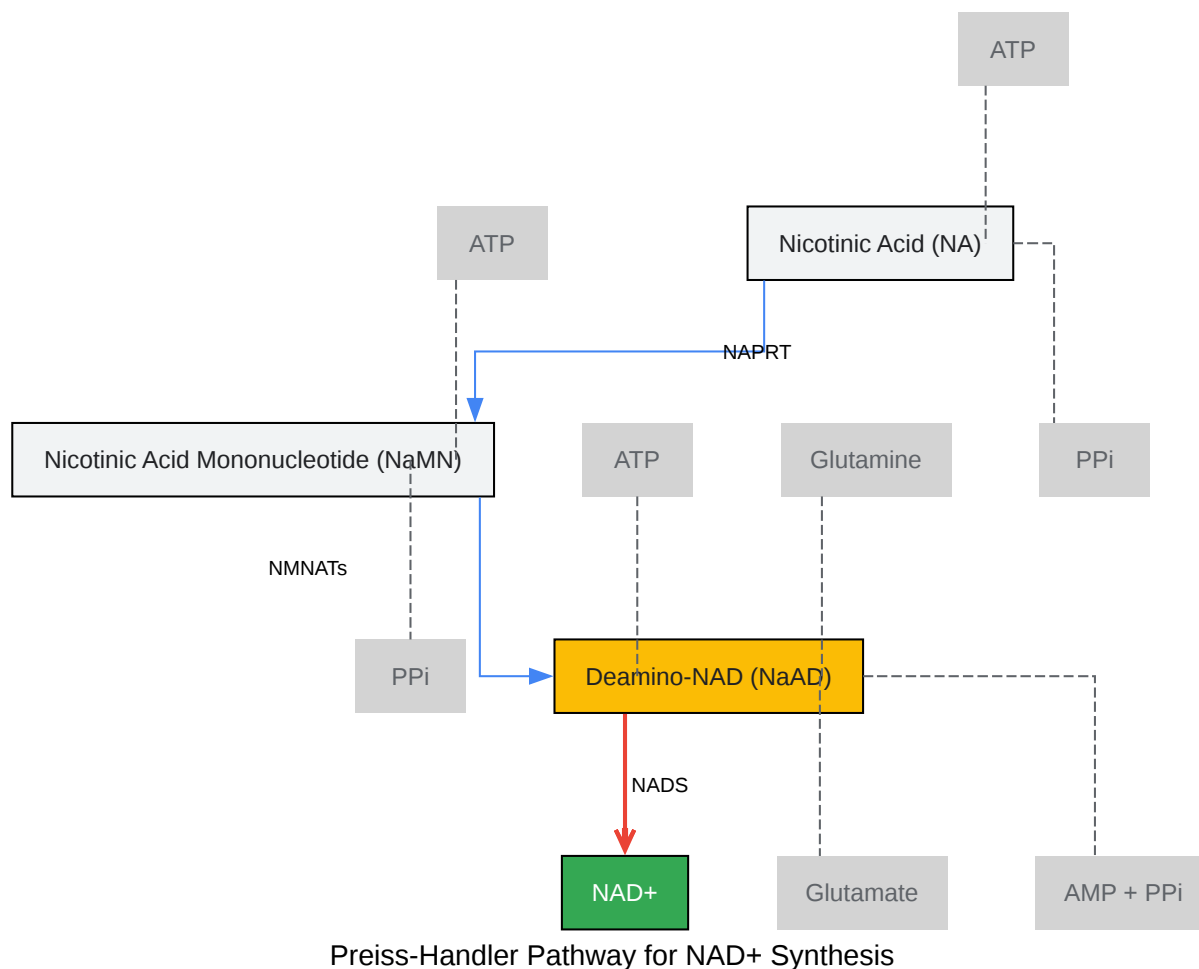 ATP
ATP
Nicotinic Acid (NA)
NAPRT
Nicotinic Acid Mononucleotide (NaMN)
ATP
Glutamine
PPi
NMNATs
PPi
Deamino-NAD (NaAD)
NADS
NAD+
Glutamate
AMP + PPi
Preiss-Handler Pathway for NAD+ Synthesis